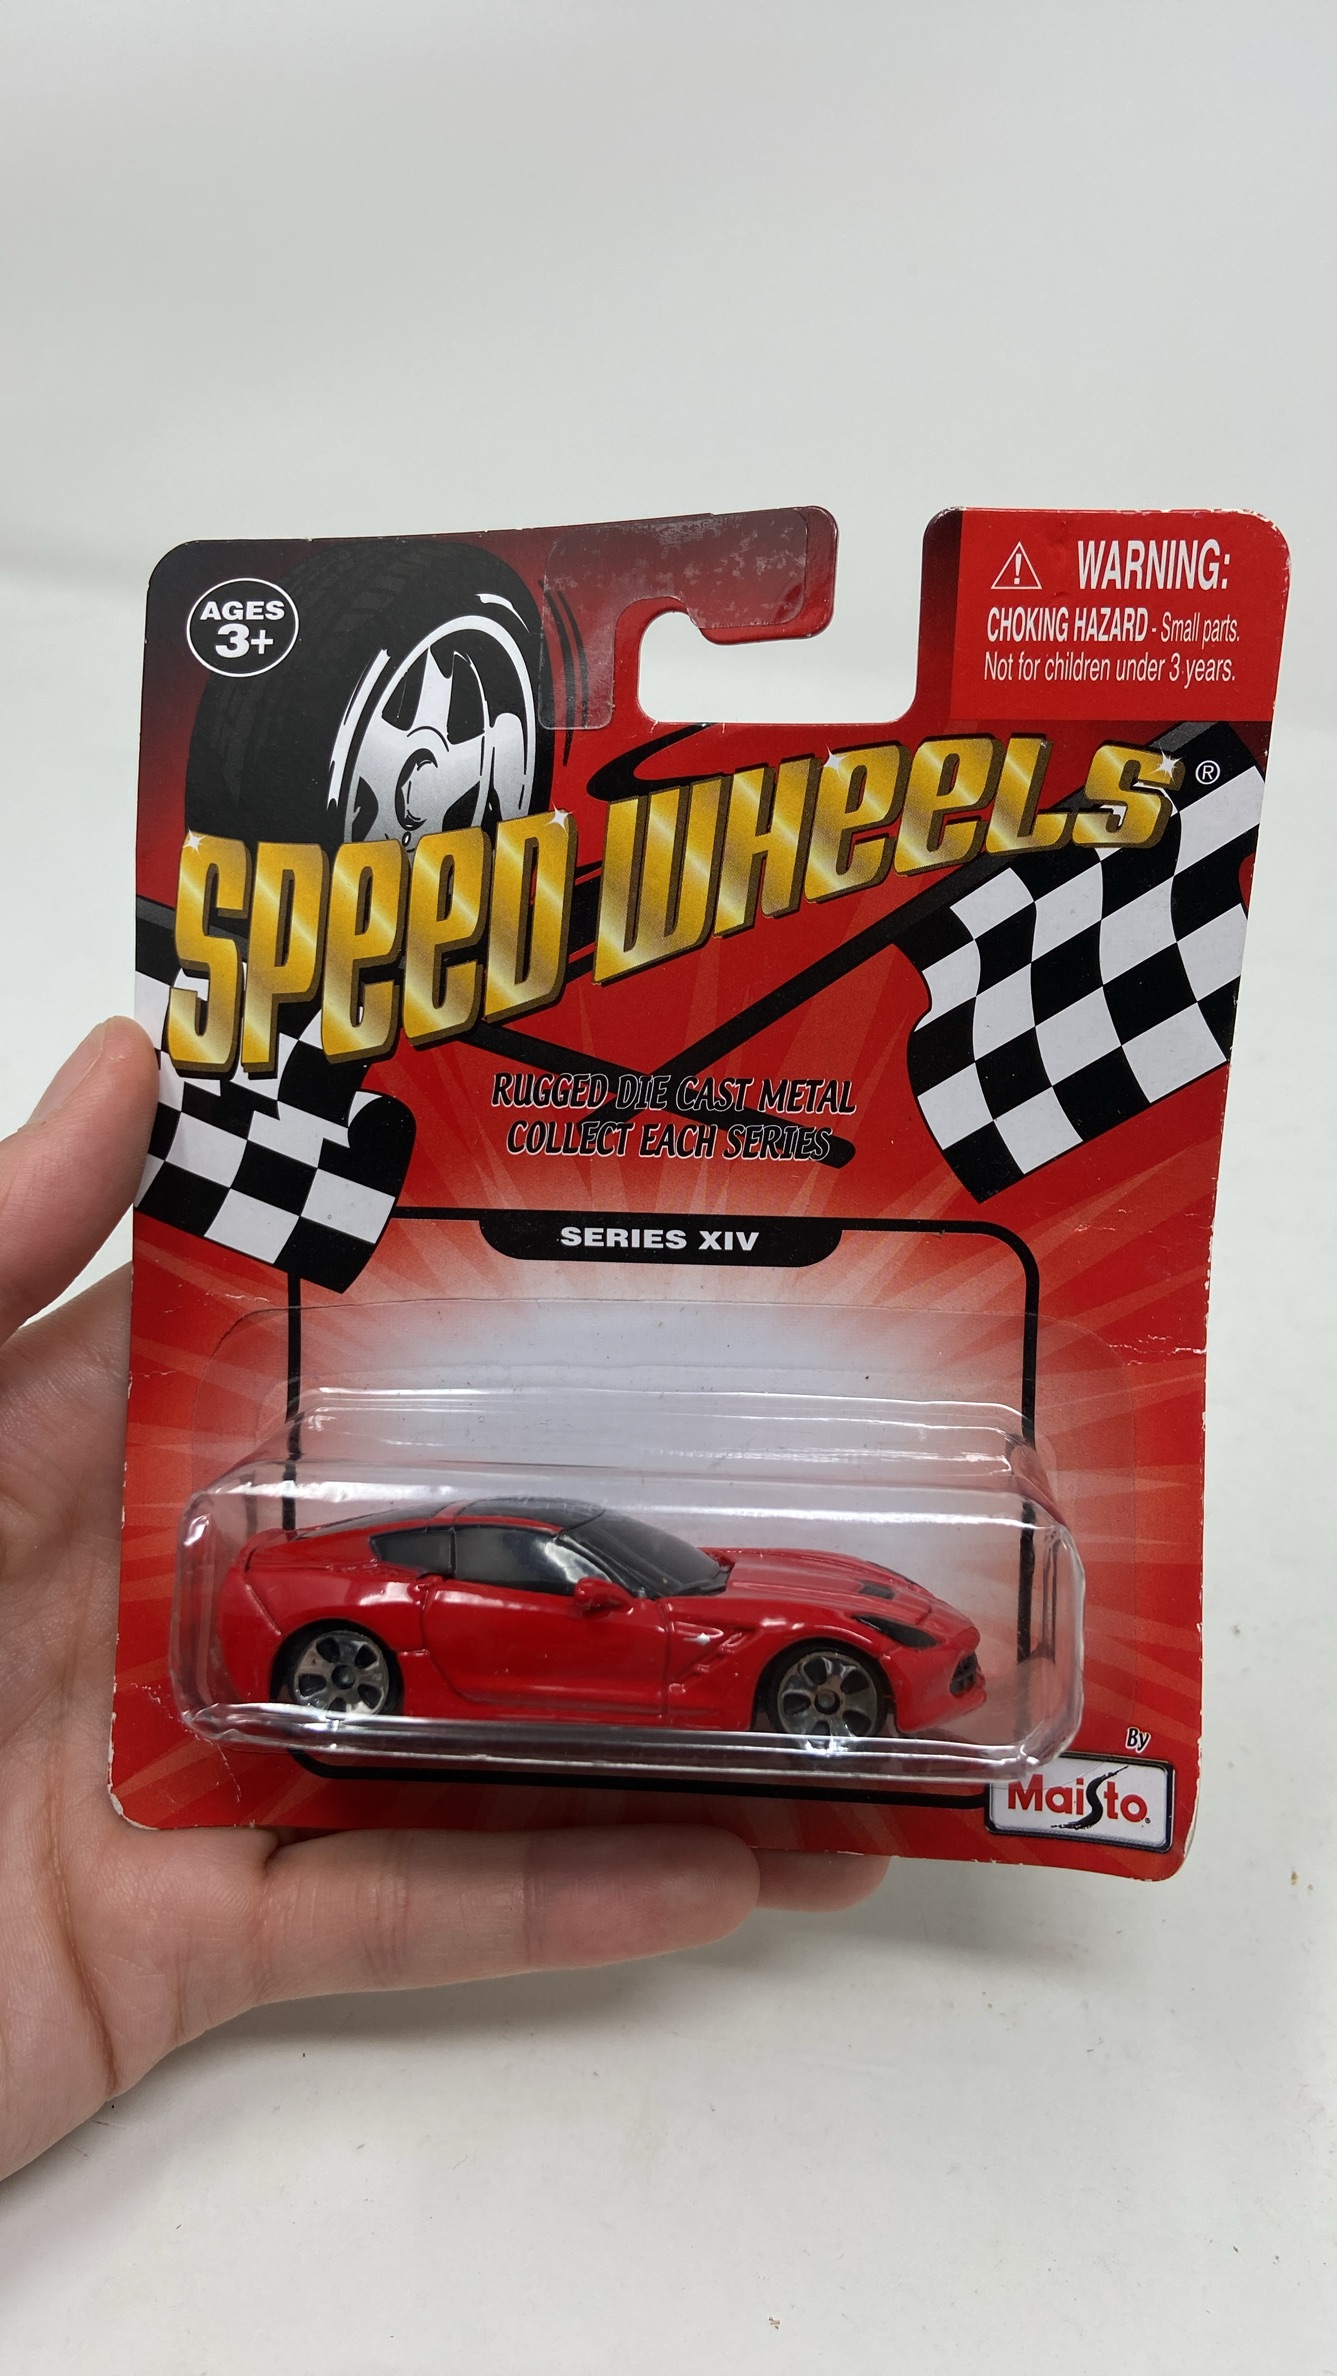 AGES
3+
WARNING:
CHOKING HAZARD - Small parts.
Not for children under 3 years.
SPEED WHEELS®
RUGGED DIE CAST METAL
COLLECT EACH SERIES
SERIES XIV
By
Maisto®